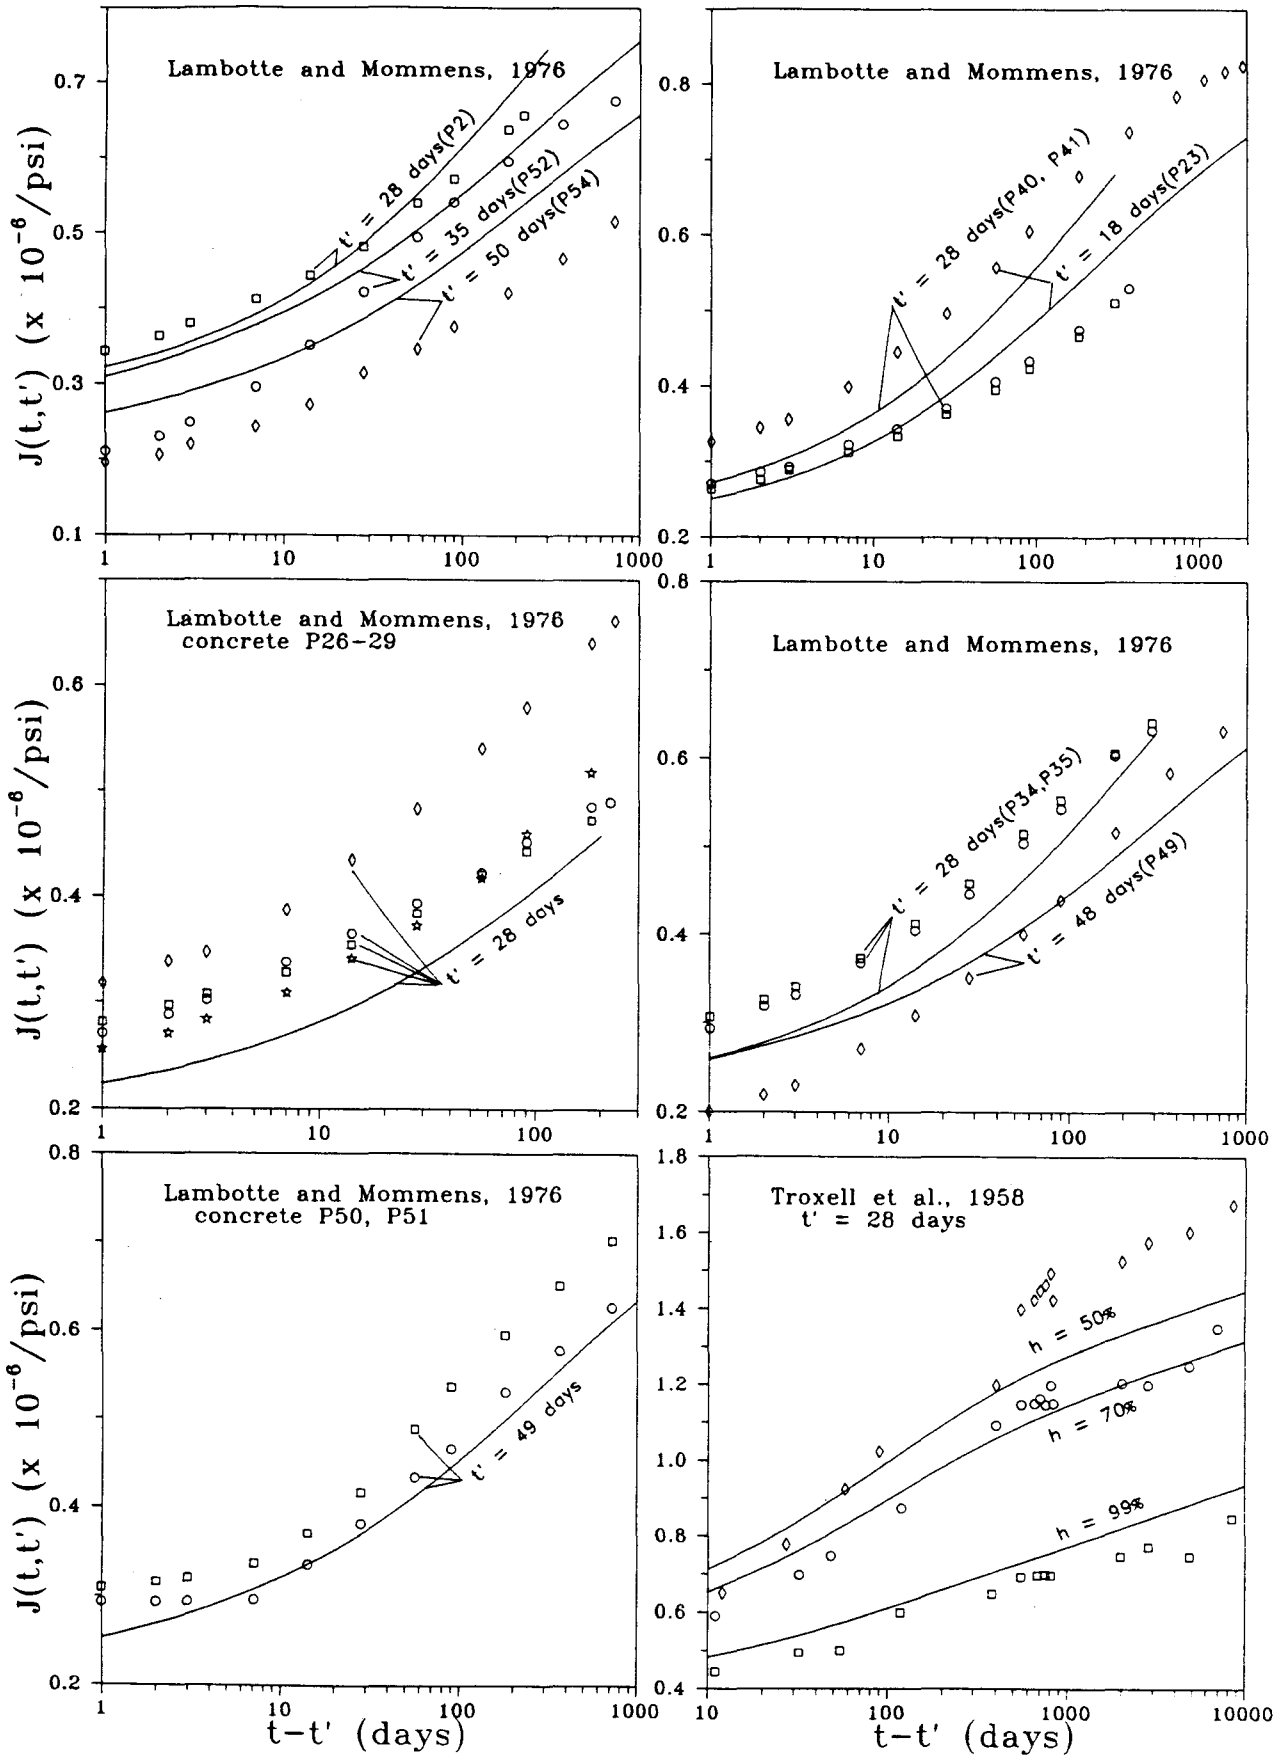 J(t,t') (x 10⁻⁶/psi)
0.7
0.5
0.3
0.1
Lambotte and Mommens, 1976
t' = 28 days(P2)
t' = 35 days(P52)
t' = 50 days(P54)
1
10
100
1000
0.8
0.6
0.4
0.2
Lambotte and Mommens, 1976
t' = 28 days(P40, P41)
t' = 18 days(P23)
1
10
100
1000
J(t,t') (x 10⁻⁶/psi)
0.6
0.4
0.2
Lambotte and Mommens, 1976
concrete P26-29
t' = 28 days
1
10
100
0.8
0.6
0.4
0.2
Lambotte and Mommens, 1976
t' = 28 days(P34,P35)
t' = 48 days(P49)
1
10
100
1000
J(t,t') (x 10⁻⁶/psi)
0.8
0.6
0.4
0.2
Lambotte and Mommens, 1976
concrete P50, P51
t' = 49 days
1
10
100
1000
t-t' (days)
1.8
1.6
1.4
1.2
1.0
0.8
0.6
0.4
Troxell et al., 1958
t' = 28 days
h = 50%
h = 70%
h = 99%
10
100
1000
10000
t-t' (days)